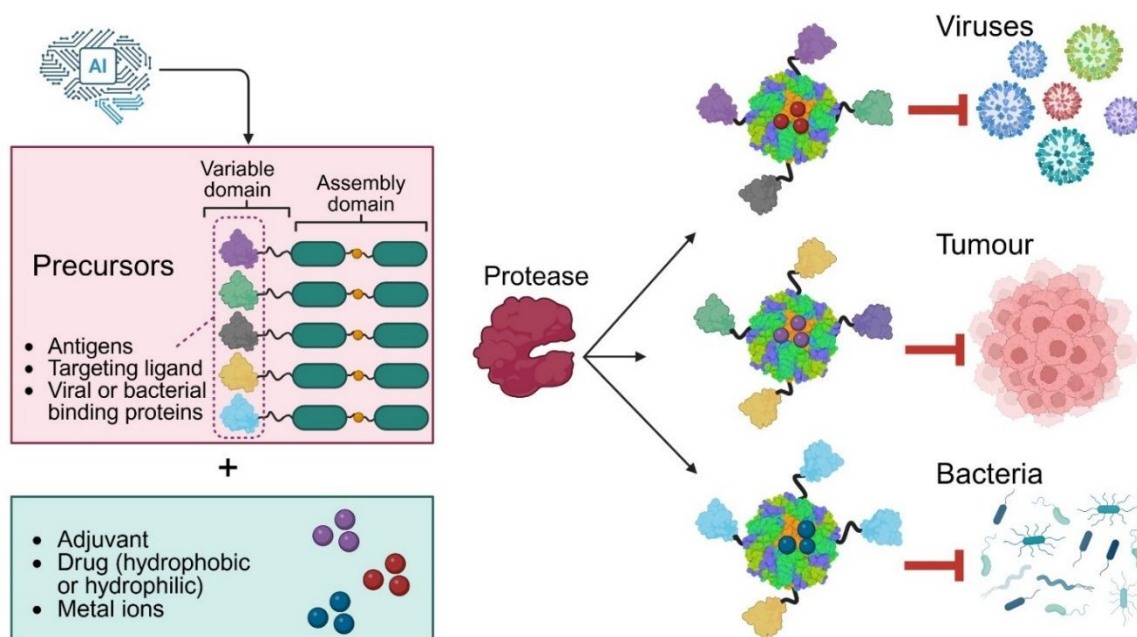 AI
Variable
domain
Assembly
domain
Precursors
• Antigens
• Targeting ligand
• Viral or bacterial
binding proteins
+
• Adjuvant
• Drug (hydrophobic
or hydrophilic)
• Metal ions
Protease
Viruses
Tumour
Bacteria